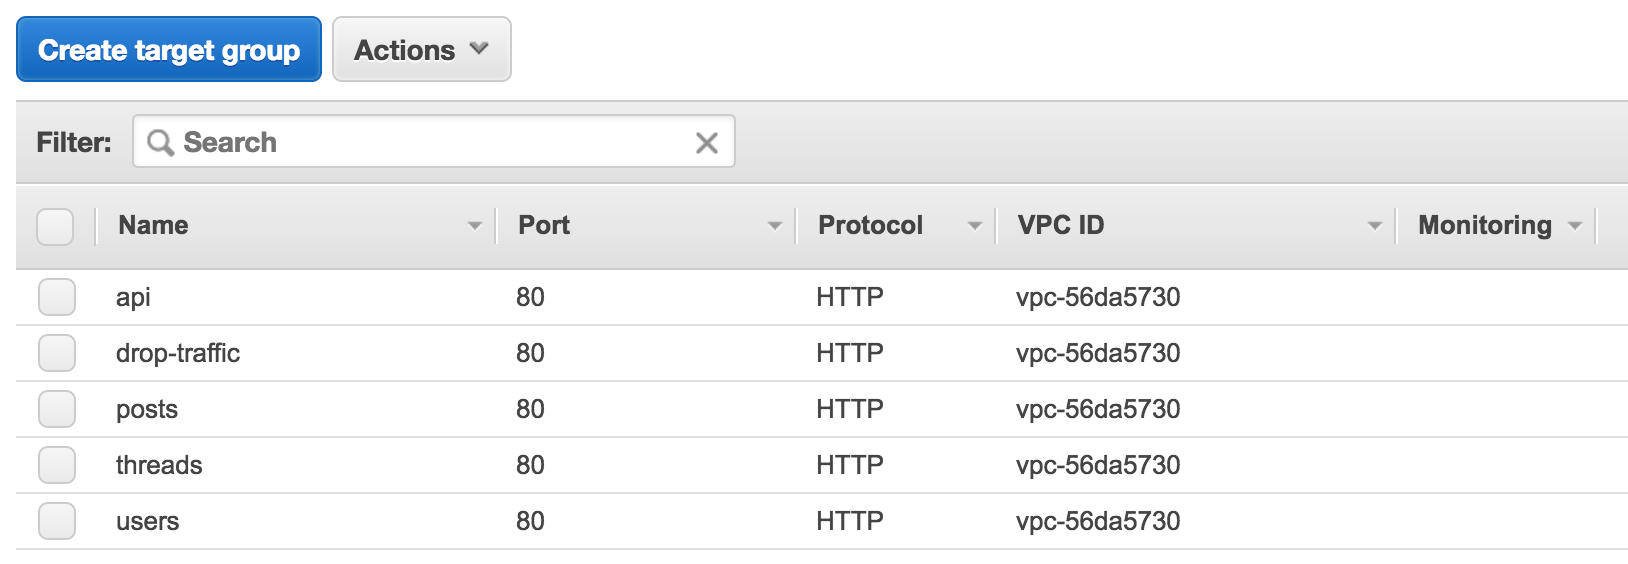 Create target group Actions
Filter: Search
Name Port Protocol VPC ID Monitoring
api 80 HTTP vpc-56da5730
drop-traffic 80 HTTP vpc-56da5730
posts 80 HTTP vpc-56da5730
threads 80 HTTP vpc-56da5730
users 80 HTTP vpc-56da5730